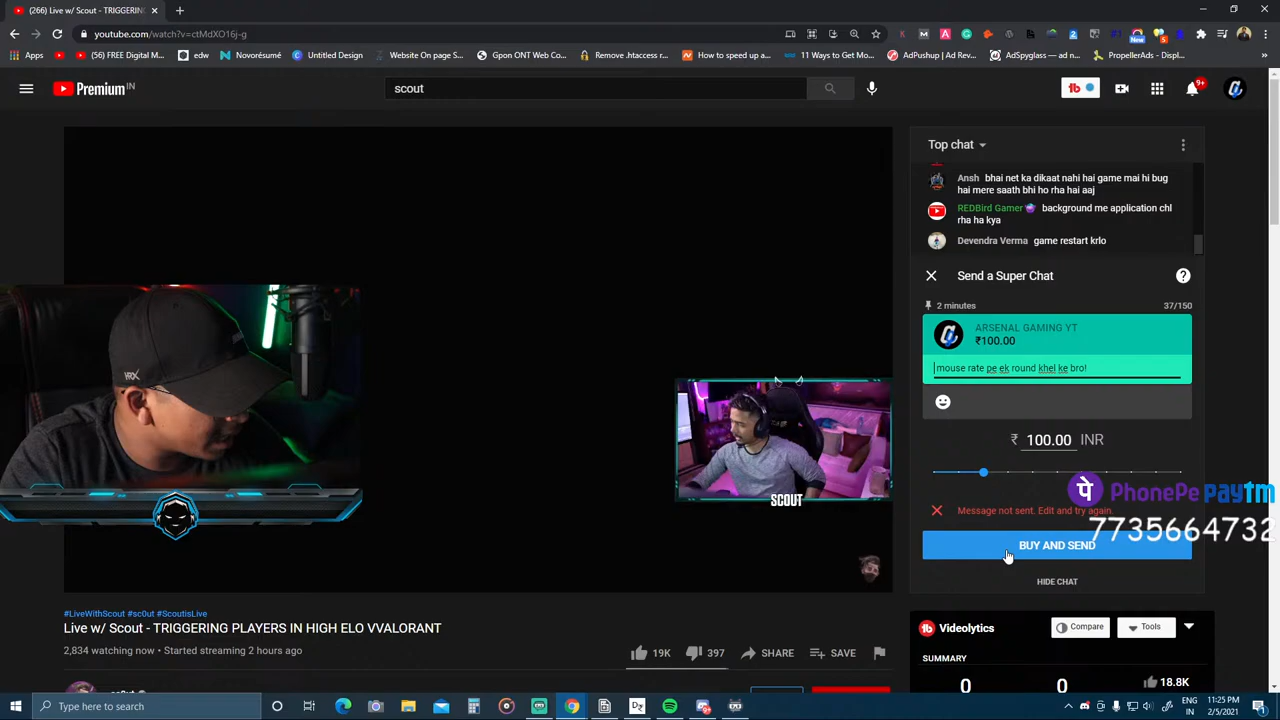 (266) Live w/ Scout - TRIGGERIN
youtube.com/watch?v=ctMdXO16j-g
Apps
(56) FREE Digital M...
edw
Novorésumé
Untitled Design
Website On page S...
Gpon ONT Web Con...
Remove .htaccess r...
How to speed up a...
11 Ways to Get Mo...
AdPushup | Ad Rev...
AdSpyglass — ad n...
PropellerAds - Displ...
Premium IN
scout
9+
Top chat
Ansh bhai net ka dikaat nahi hai game mai hi bug
hai mere saath bhi ho rha hai aaj
REDBird Gamer background me application chl
rha ha kya
Devendra Verma game restart krlo
Send a Super Chat
2 minutes
37/150
ARSENAL GAMING YT
₹100.00
mouse rate pe ek round khel ke bro!
₹ 100.00 INR
Message not sent. Edit and try again.
पे PhonePe paytm
7735664732
BUY AND SEND
HIDE CHAT
HRX
SCOUT
#LiveWithScout #sc0ut #ScoutisLive
Live w/ Scout - TRIGGERING PLAYERS IN HIGH ELO VVALORANT
2,834 watching now • Started streaming 2 hours ago
19K
397
SHARE
SAVE
Videolytics
Compare
Tools
SUMMARY
0
0
18.8K
sc0ut
Type here to search
ENG
IN
11:25 PM
2/5/2021